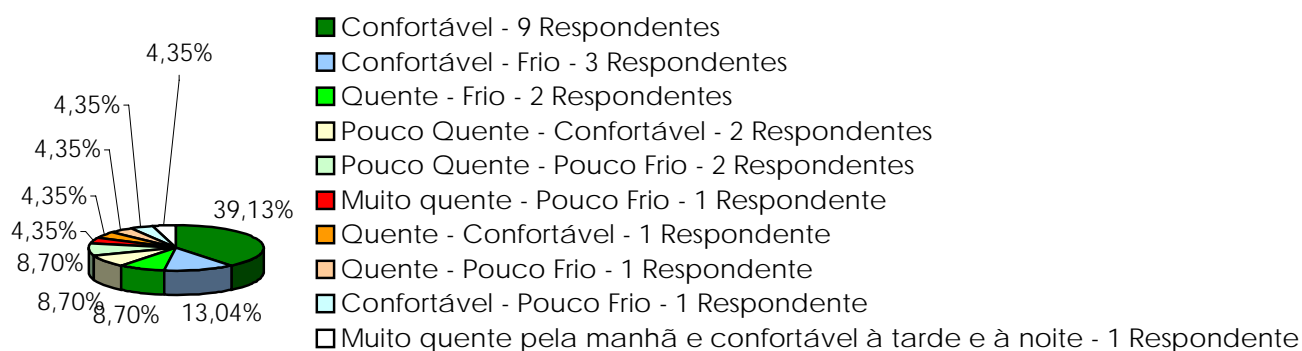 Confortável - 9 Respondentes
Confortável - Frio - 3 Respondentes
Quente - Frio - 2 Respondentes
Pouco Quente - Confortável - 2 Respondentes
Pouco Quente - Pouco Frio - 2 Respondentes
Muito quente - Pouco Frio - 1 Respondente
Quente - Confortável - 1 Respondente
Quente - Pouco Frio - 1 Respondente
Confortável - Pouco Frio - 1 Respondente
Muito quente pela manhã e confortável à tarde e à noite - 1 Respondente
39,13%
13,04%
8,70%
8,70%
8,70%
4,35%
4,35%
4,35%
4,35%
4,35%